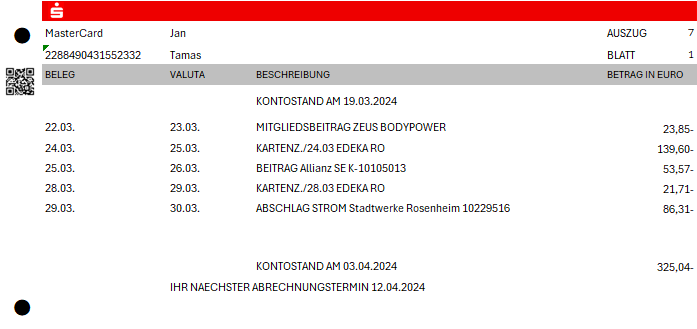 MasterCard Jan AUSZUG 7
2288490431552332 Tamas BLATT 1
BELEG VALUTA BESCHREIBUNG BETRAG IN EURO
KONTOSTAND AM 19.03.2024
22.03. 23.03. MITGLIEDSBEITRAG ZEUS BODYPOWER 23,85-
24.03. 25.03. KARTENZ./24.03 EDEKA RO 139,60-
25.03. 26.03. BEITRAG Allianz SE K-10105013 53,57-
28.03. 29.03. KARTENZ./28.03 EDEKA RO 21,71-
29.03. 30.03. ABSCHLAG STROM Stadtwerke Rosenheim 10229516 86,31-
KONTOSTAND AM 03.04.2024 325,04-
IHR NAECHSTER ABRECHNUNGSTERMIN 12.04.2024